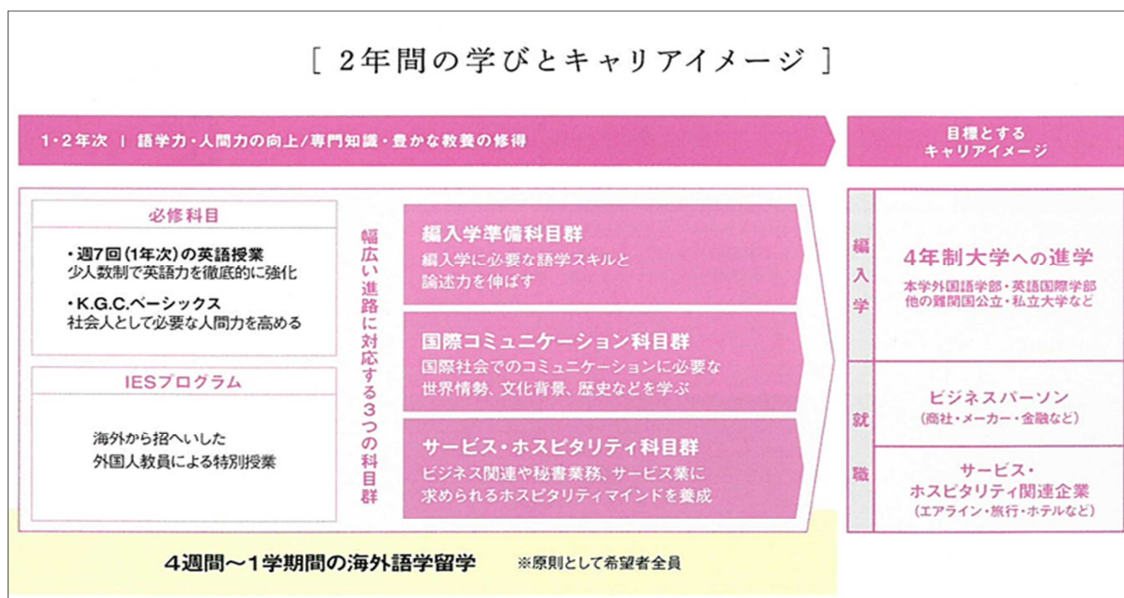 [ 2年間の学びとキャリアイメージ ]
1・2年次 | 語学力・人間力の向上/専門知識・豊かな教養の修得
目標とする
キャリアイメージ
必修科目
・週7回(1年次)の英語授業
少人数制で英語力を徹底的に強化
・K.G.C.ベーシックス
社会人として必要な人間力を高める
IESプログラム
海外から招へいした
外国人教員による特別授業
幅広い進路に対応する3つの科目群
編入学準備科目群
編入学に必要な語学スキルと
論述力を伸ばす
国際コミュニケーション科目群
国際社会でのコミュニケーションに必要な
世界情勢、文化背景、歴史などを学ぶ
サービス・ホスピタリティ科目群
ビジネス関連や秘書業務、サービス業に
求められるホスピタリティマインドを養成
編入学
4年制大学への進学
本学外国語学部・英語国際学部
他の難関国公立・私立大学など
就職
ビジネスパーソン
(商社・メーカー・金融など)
サービス・
ホスピタリティ関連企業
(エアライン・旅行・ホテルなど)
4週間〜1学期間の海外語学留学 ※原則として希望者全員